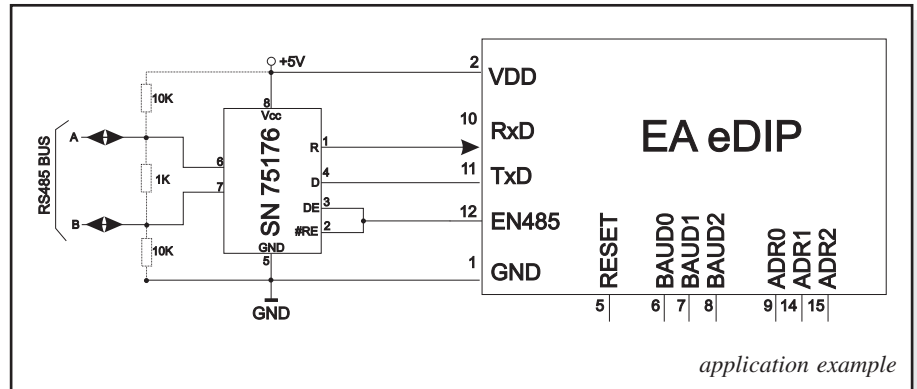 +5V
2
VDD
10K
8
Vcc
10
RxD
EA eDIP
A
R
1
6
11
TxD
RS485 BUS
1K
SN 75176
D
4
7
DE
3
12
EN485
B
#RE
2
10K
GND
5
1
GND
GND
RESET
BAUD0
BAUD1
BAUD2
ADR0
ADR1
ADR2
5
6
7
8
9
14
15
application example